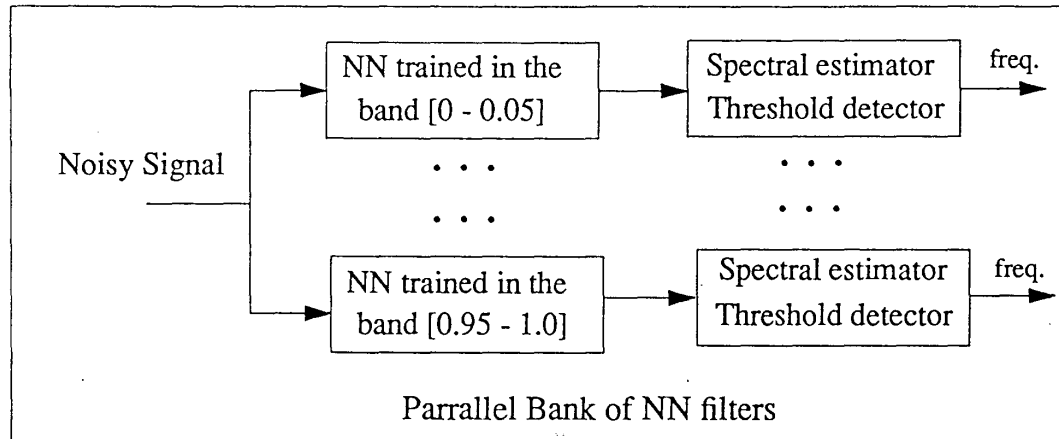 NN trained in the
band [0 - 0.05]
Spectral estimator
Threshold detector
freq.
Noisy Signal
. . .
. . .
. . .
. . .
NN trained in the
band [0.95 - 1.0]
Spectral estimator
Threshold detector
freq.
Parrallel Bank of NN filters